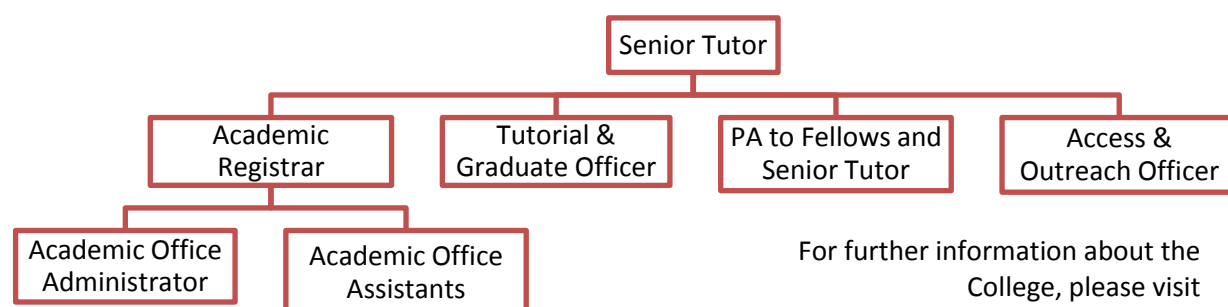 Senior Tutor
Academic
Registrar
Tutorial &
Graduate Officer
PA to Fellows and
Senior Tutor
Access &
Outreach Officer
Academic Office
Administrator
Academic Office
Assistants
For further information about the
College, please visit